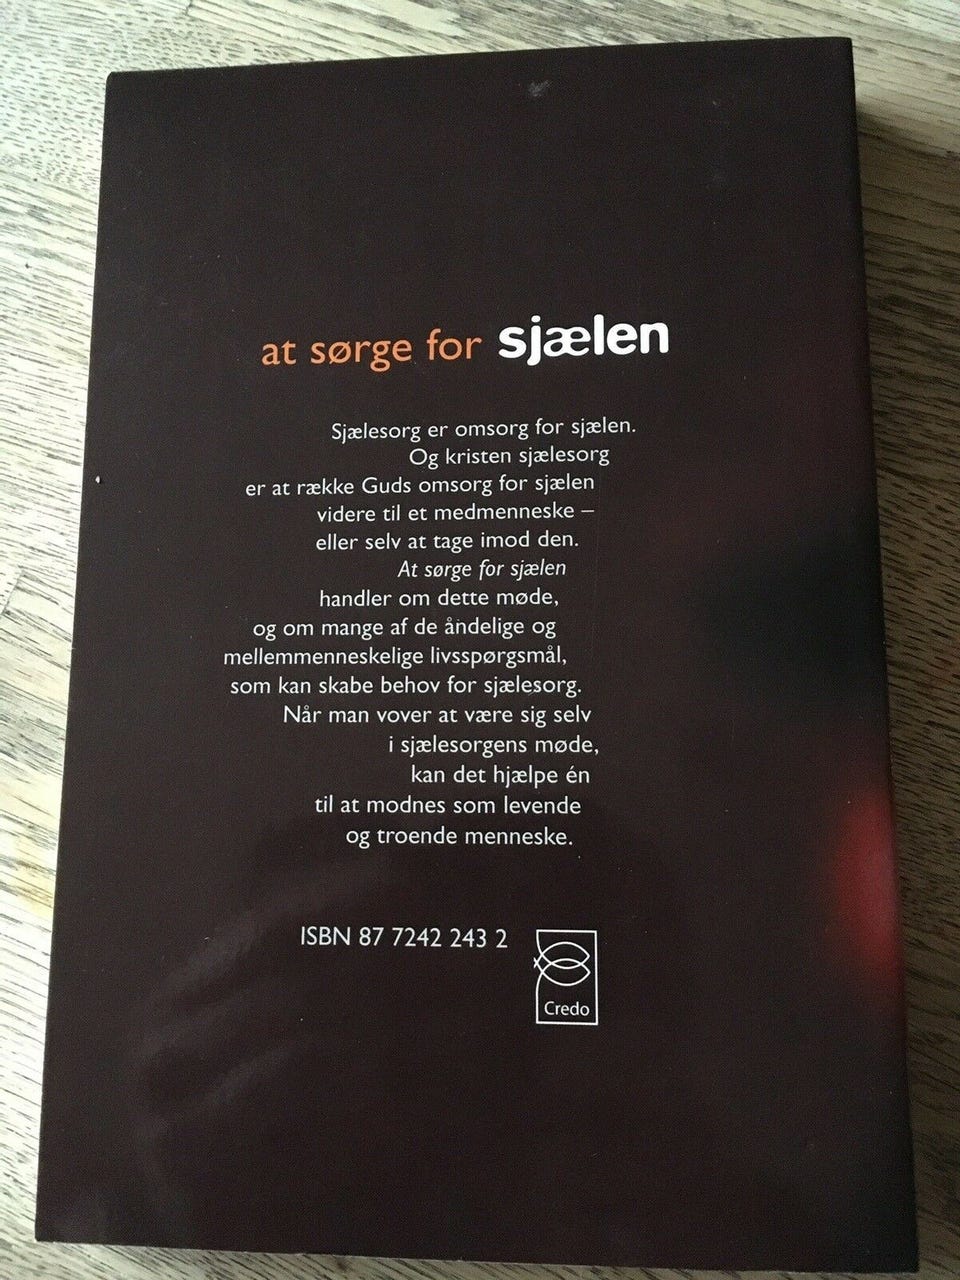 at sørge for sjælen
Sjælesorg er omsorg for sjælen.
Og kristen sjælesorg
er at række Guds omsorg for sjælen
videre til et medmenneske –
eller selv at tage imod den.
At sørge for sjælen
handler om dette møde,
og om mange af de åndelige og
mellemmenneskelige livsspørgsmål,
som kan skabe behov for sjælesorg.
Når man vover at være sig selv
i sjælesorgens møde,
kan det hjælpe én
til at modnes som levende
og troende menneske.
ISBN 87 7242 243 2
Credo